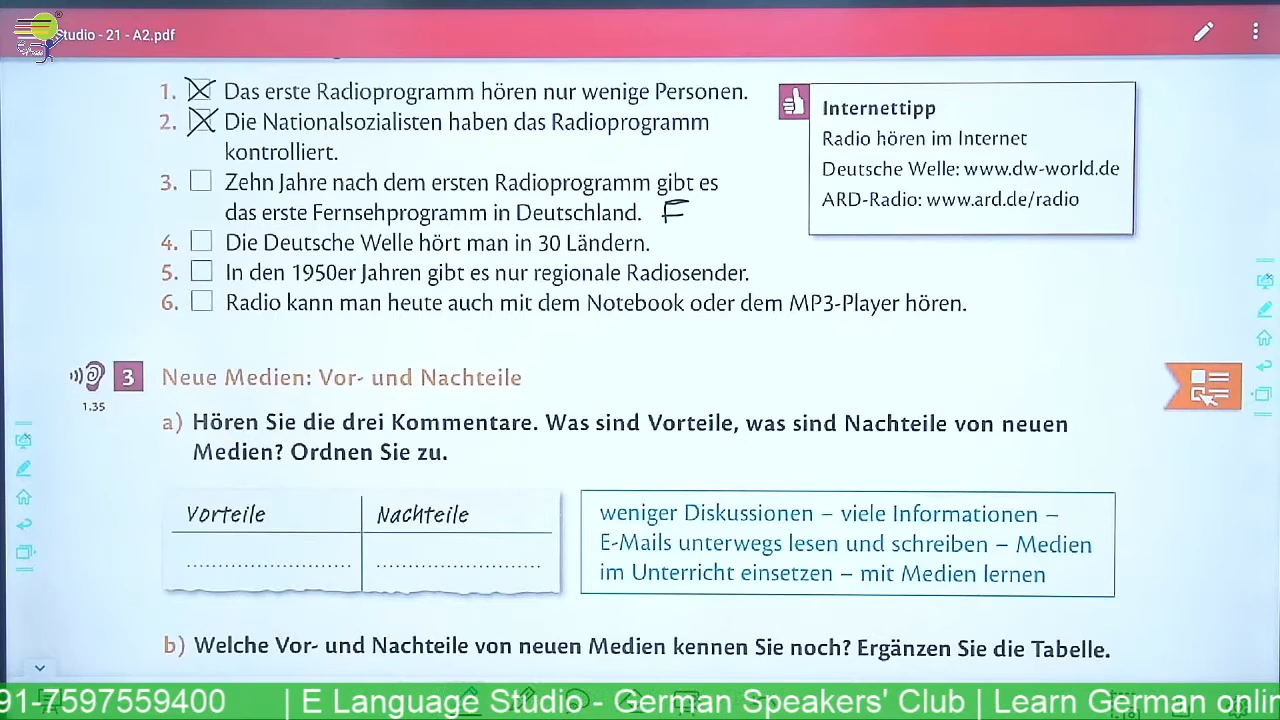 Studio - 21 - A2.pdf
1. Das erste Radioprogramm hören nur wenige Personen.
2. Die Nationalsozialisten haben das Radioprogramm
kontrolliert.
3. Zehn Jahre nach dem ersten Radioprogramm gibt es
das erste Fernsehprogramm in Deutschland. F
4. Die Deutsche Welle hört man in 30 Ländern.
5. In den 1950er Jahren gibt es nur regionale Radiosender.
6. Radio kann man heute auch mit dem Notebook oder dem MP3-Player hören.
Internettipp
Radio hören im Internet
Deutsche Welle: www.dw-world.de
ARD-Radio: www.ard.de/radio
3 Neue Medien: Vor- und Nachteile
1.35
a) Hören Sie die drei Kommentare. Was sind Vorteile, was sind Nachteile von neuen
Medien? Ordnen Sie zu.
Vorteile Nachteile
weniger Diskussionen – viele Informationen –
E-Mails unterwegs lesen und schreiben – Medien
im Unterricht einsetzen – mit Medien lernen
b) Welche Vor- und Nachteile von neuen Medien kennen Sie noch? Ergänzen Sie die Tabelle.
91-7597559400 | E Language Studio - German Speakers' Club | Learn German onlin